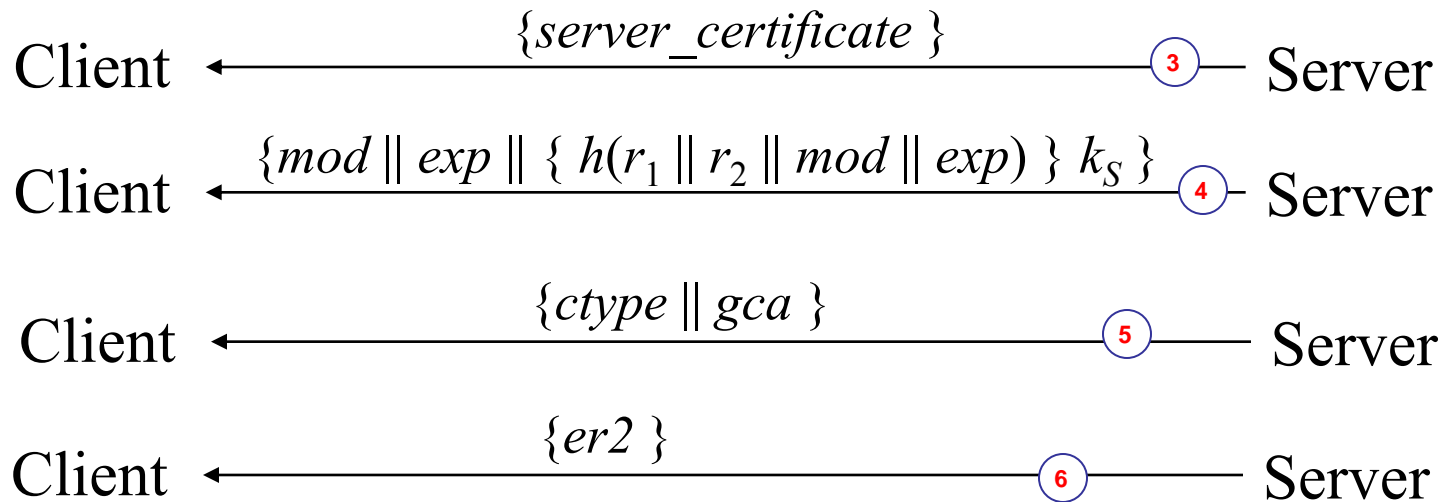 {server_certificate }
Client 3 Server
{mod || exp || { h(r₁ || r₂ || mod || exp) } kₛ }
Client 4 Server
{ctype || gca }
Client 5 Server
{er2 }
Client 6 Server